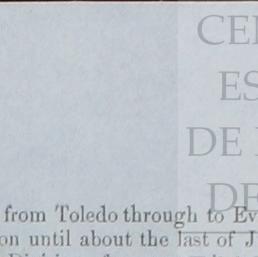 CE
ES
DE
DE
from Toledo through to Ev
on until about the last of J